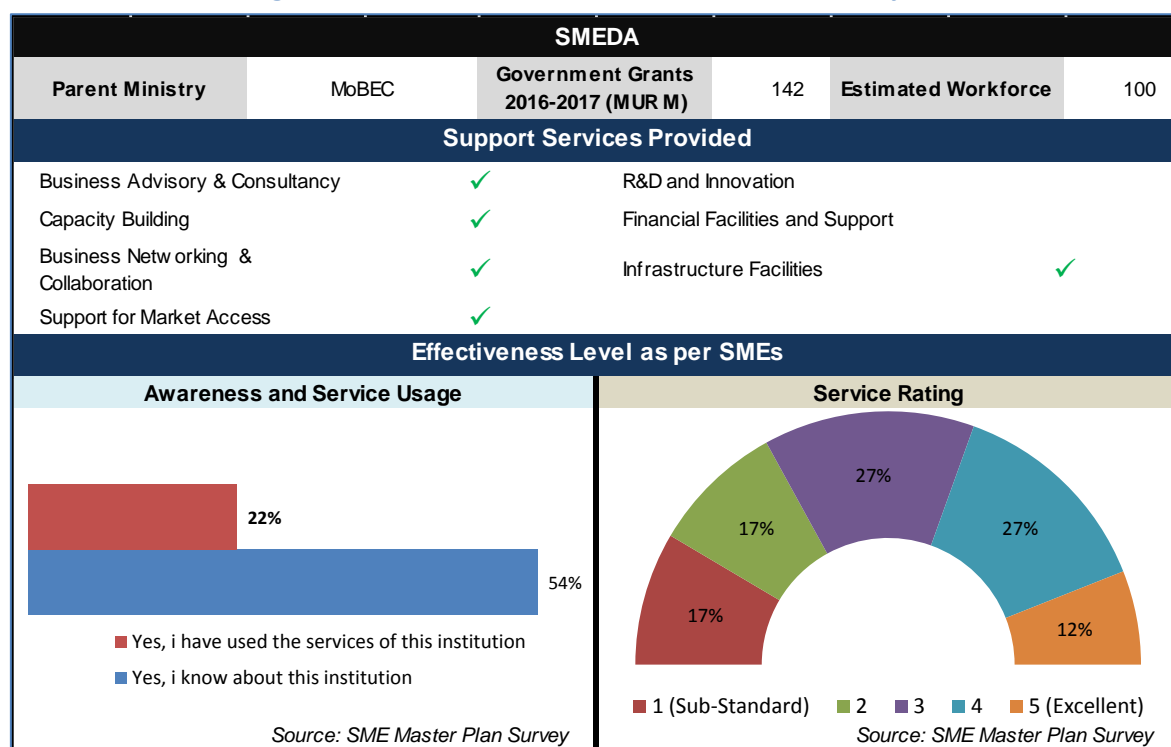 SMEDA
Parent Ministry
MoBEC
Government Grants
2016-2017 (MUR M)
142
Estimated Workforce
100
Support Services Provided
Business Advisory & Consultancy ✓
R&D and Innovation
Capacity Building ✓
Financial Facilities and Support
Business Networking &
Collaboration ✓
Infrastructure Facilities ✓
Support for Market Access ✓
Effectiveness Level as per SMEs
Awareness and Service Usage
22%
54%
Yes, i have used the services of this institution
Yes, i know about this institution
Source: SME Master Plan Survey
Service Rating
17%
17%
27%
27%
12%
1 (Sub-Standard) 2 3 4 5 (Excellent)
Source: SME Master Plan Survey